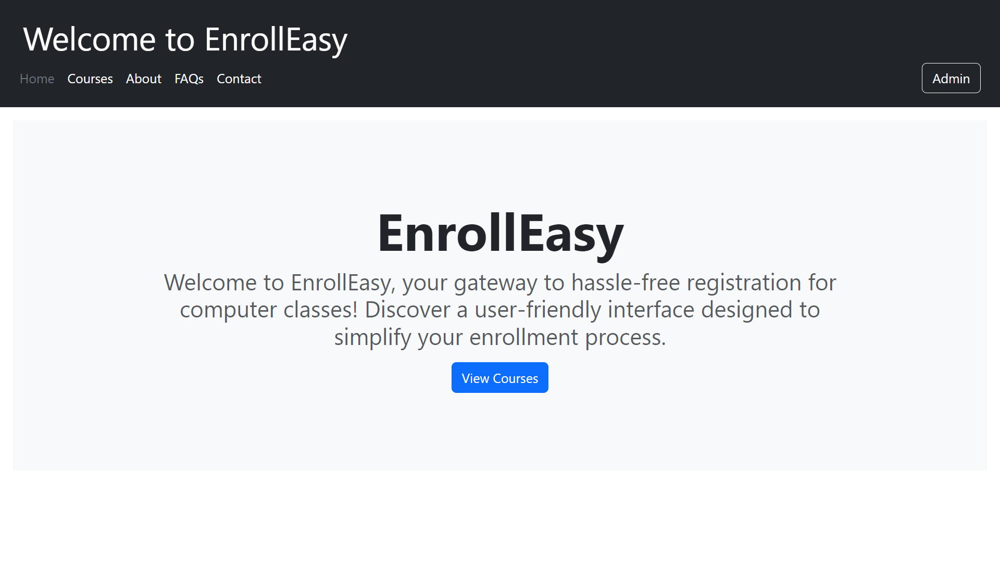 Welcome to EnrollEasy
Home Courses About FAQs Contact Admin
EnrollEasy
Welcome to EnrollEasy, your gateway to hassle-free registration for
computer classes! Discover a user-friendly interface designed to
simplify your enrollment process.
View Courses